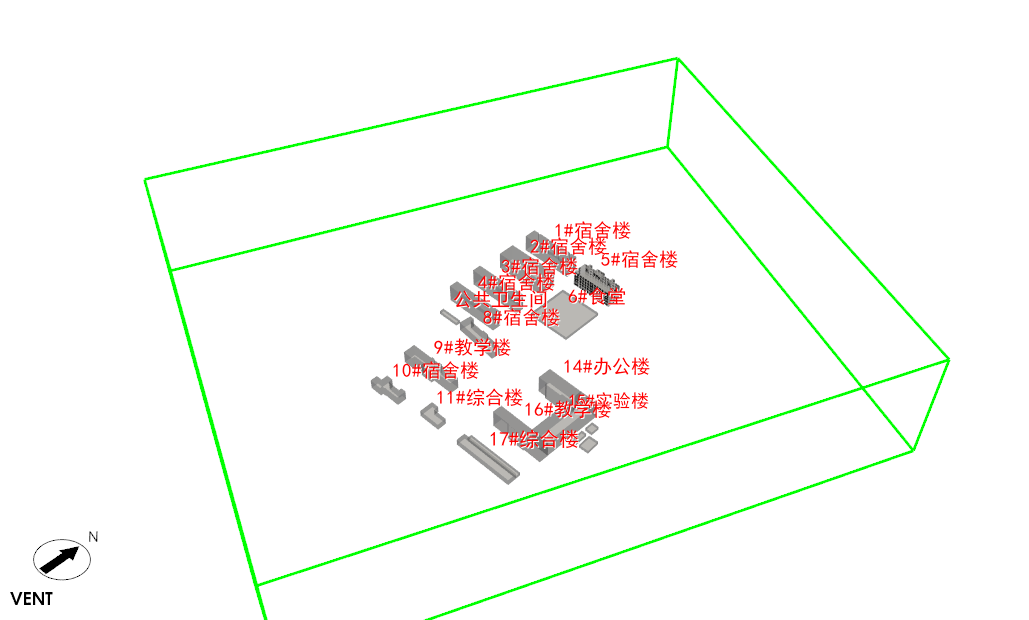 1#宿舍楼
2#宿舍楼
5#宿舍楼
3#宿舍楼
4#宿舍楼
6#食堂
公共卫生间
8#宿舍楼
9#教学楼
14#办公楼
10#宿舍楼
11#综合楼
15#实验楼
16#教学楼
17#综合楼
N
VENT